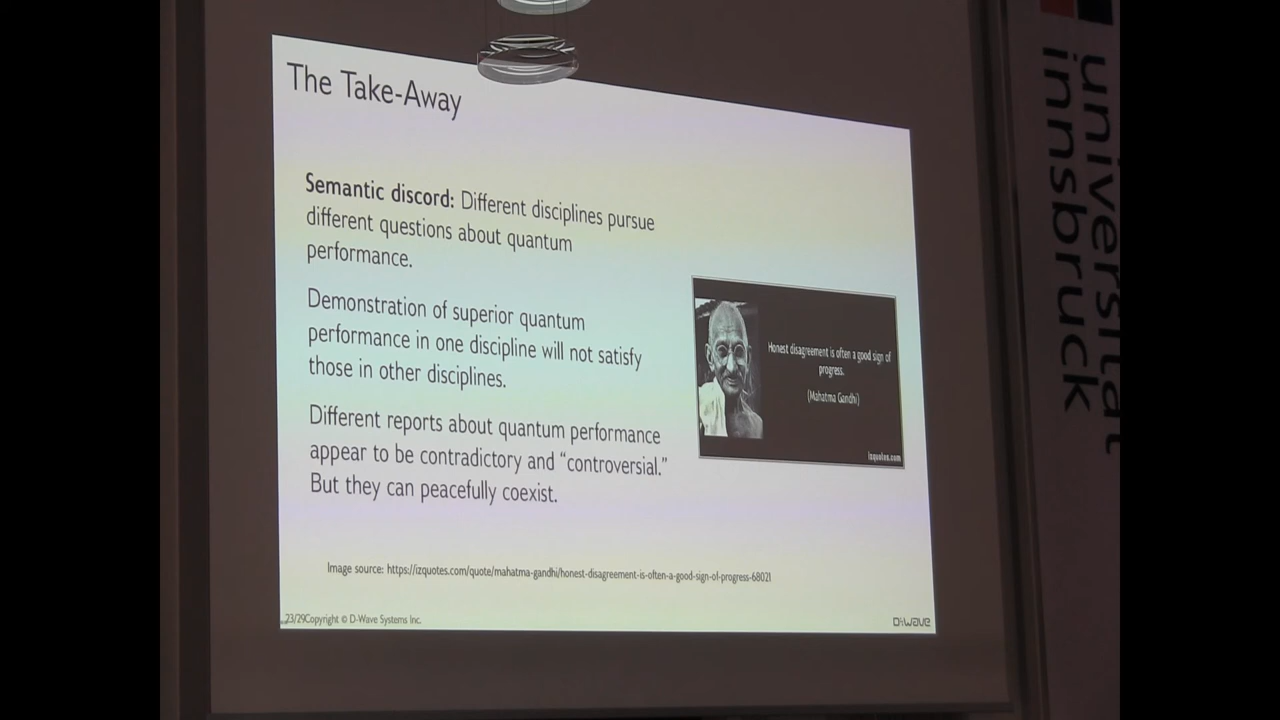 The Take-Away
Semantic discord: Different disciplines pursue
different questions about quantum
performance.
Demonstration of superior quantum
performance in one discipline will not satisfy
those in other disciplines.
Different reports about quantum performance
appear to be contradictory and “controversial.”
But they can peacefully coexist.
Honest disagreement is often a good sign of
progress.
(Mahatma Gandhi)
izquotes.com
Image source: https://izquotes.com/quote/mahatma-gandhi/honest-disagreement-is-often-a-good-sign-of-progress-68021
23/29Copyright © D-Wave Systems Inc.
D:wave
universität
innsbruck